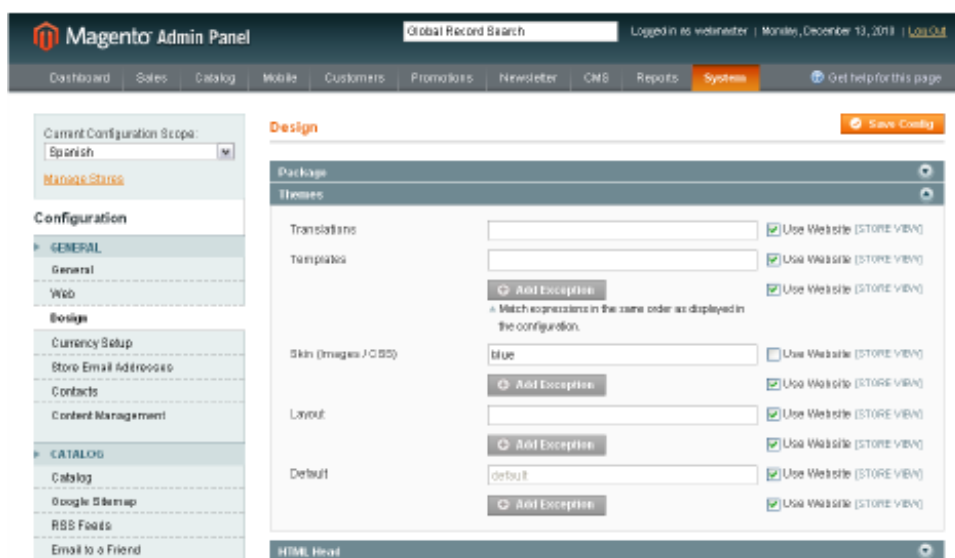 Magento Admin Panel
Global Record Search
Logged in as webmaster | Monday, December 13, 2010 | Log Out
Dashboard Sales Catalog Mobile Customers Promotions Newsletter CMS Reports System Get help for this page
Current Configuration Scope:
Spanish
Manage Stores
Configuration
GENERAL
General
Web
Design
Currency Setup
Store Email Addresses
Contacts
Content Management
CATALOG
Catalog
Google Sitemap
RSS Feeds
Email to a Friend
Design
Save Config
Package
Themes
Translations Use Website [STORE VIEW]
Templates Use Website [STORE VIEW]
Add Exception Use Website [STORE VIEW]
Match expressions in the same order as displayed in
the configuration.
Skin (Images / CSS) blue Use Website [STORE VIEW]
Add Exception Use Website [STORE VIEW]
Layout Use Website [STORE VIEW]
Add Exception Use Website [STORE VIEW]
Default default Use Website [STORE VIEW]
Add Exception Use Website [STORE VIEW]
HTML Head